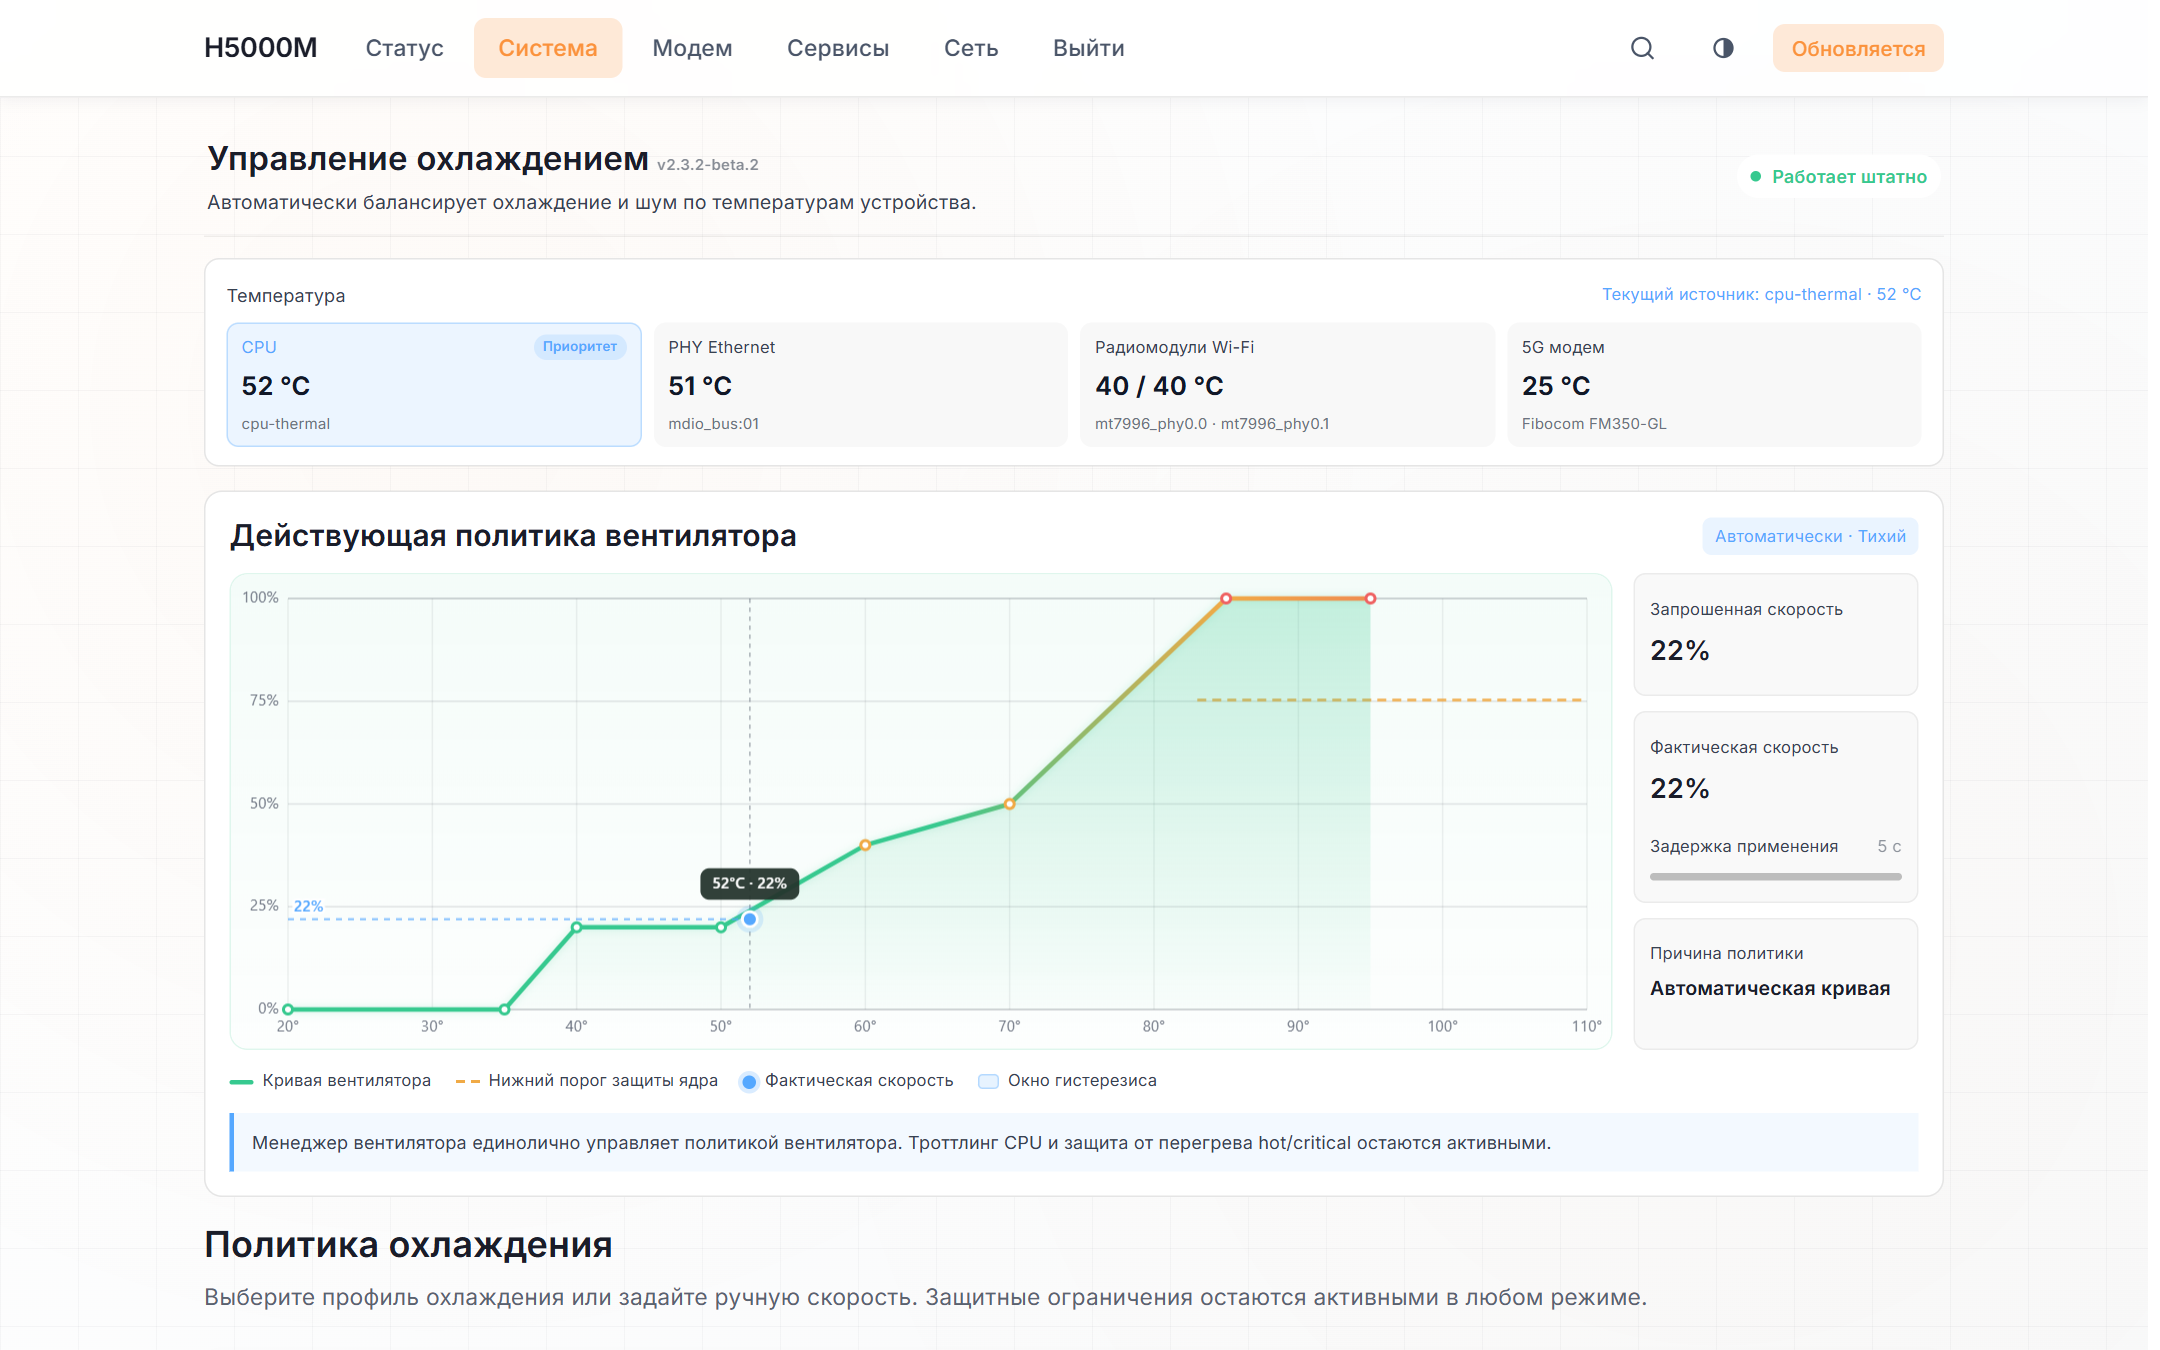 H5000M Статус Система Модем Сервисы Сеть Выйти Обновляется
Управление охлаждением v2.3.2-beta.2
Работает штатно
Автоматически балансирует охлаждение и шум по температурам устройства.
Температура
Текущий источник: cpu-thermal · 52 °C
CPU
Приоритет
52 °C
cpu-thermal
PHY Ethernet
51 °C
mdio_bus:01
Радиомодули Wi-Fi
40 / 40 °C
mt7996_phy0.0 · mt7996_phy0.1
5G модем
25 °C
Fibocom FM350-GL
Действующая политика вентилятора
Автоматически · Тихий
100%
75%
50%
25%
0%
22%
52°C · 22%
20° 30° 40° 50° 60° 70° 80° 90° 100° 110°
Запрошенная скорость
22%
Фактическая скорость
22%
Задержка применения 5 с
Причина политики
Автоматическая кривая
Кривая вентилятора Нижний порог защиты ядра Фактическая скорость Окно гистерезиса
Менеджер вентилятора единолично управляет политикой вентилятора. Троттлинг CPU и защита от перегрева hot/critical остаются активными.
Политика охлаждения
Выберите профиль охлаждения или задайте ручную скорость. Защитные ограничения остаются активными в любом режиме.